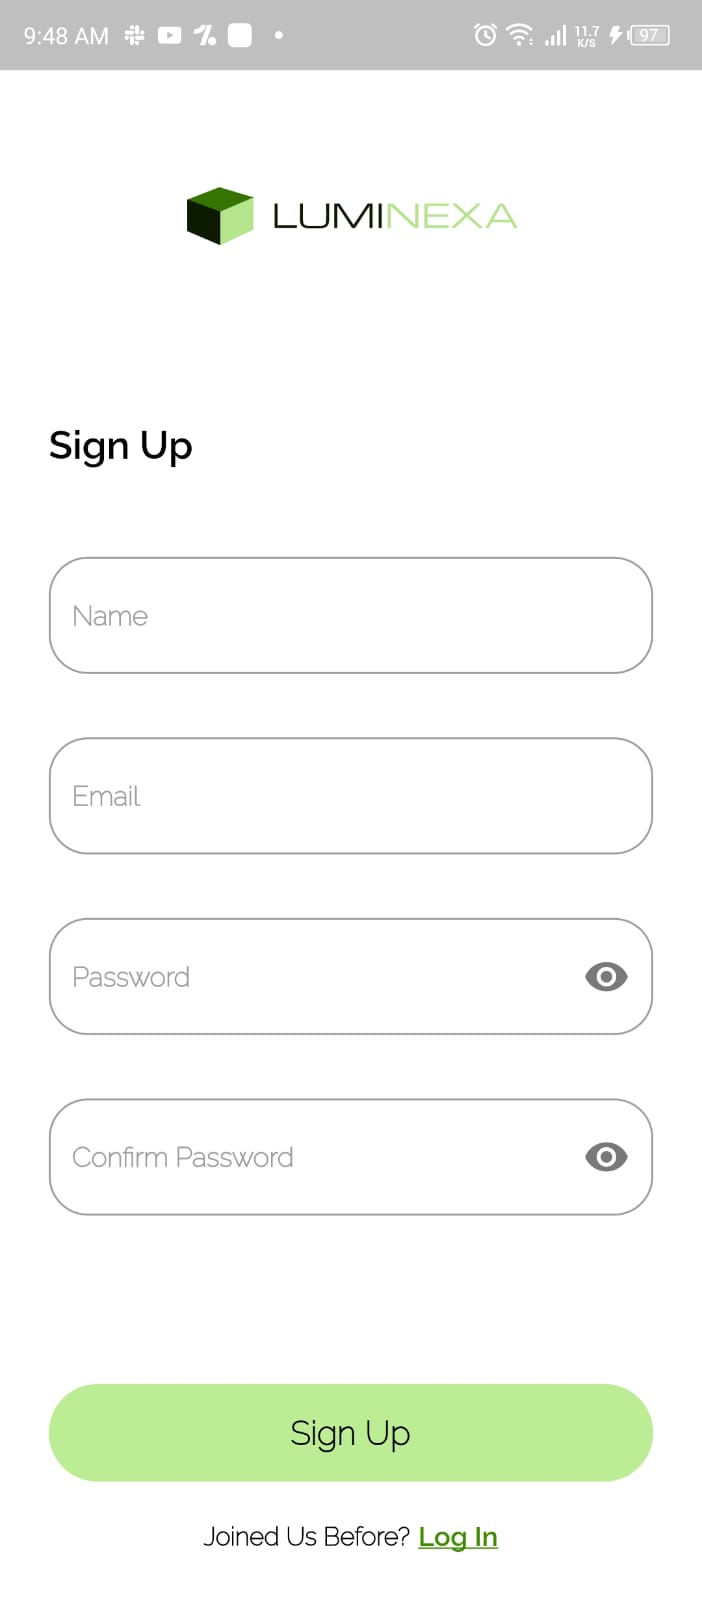 9:48 AM
11.7
K/S
97
LUMINEXA
Sign Up
Name
Email
Password
Confirm Password
Sign Up
Joined Us Before? Log In